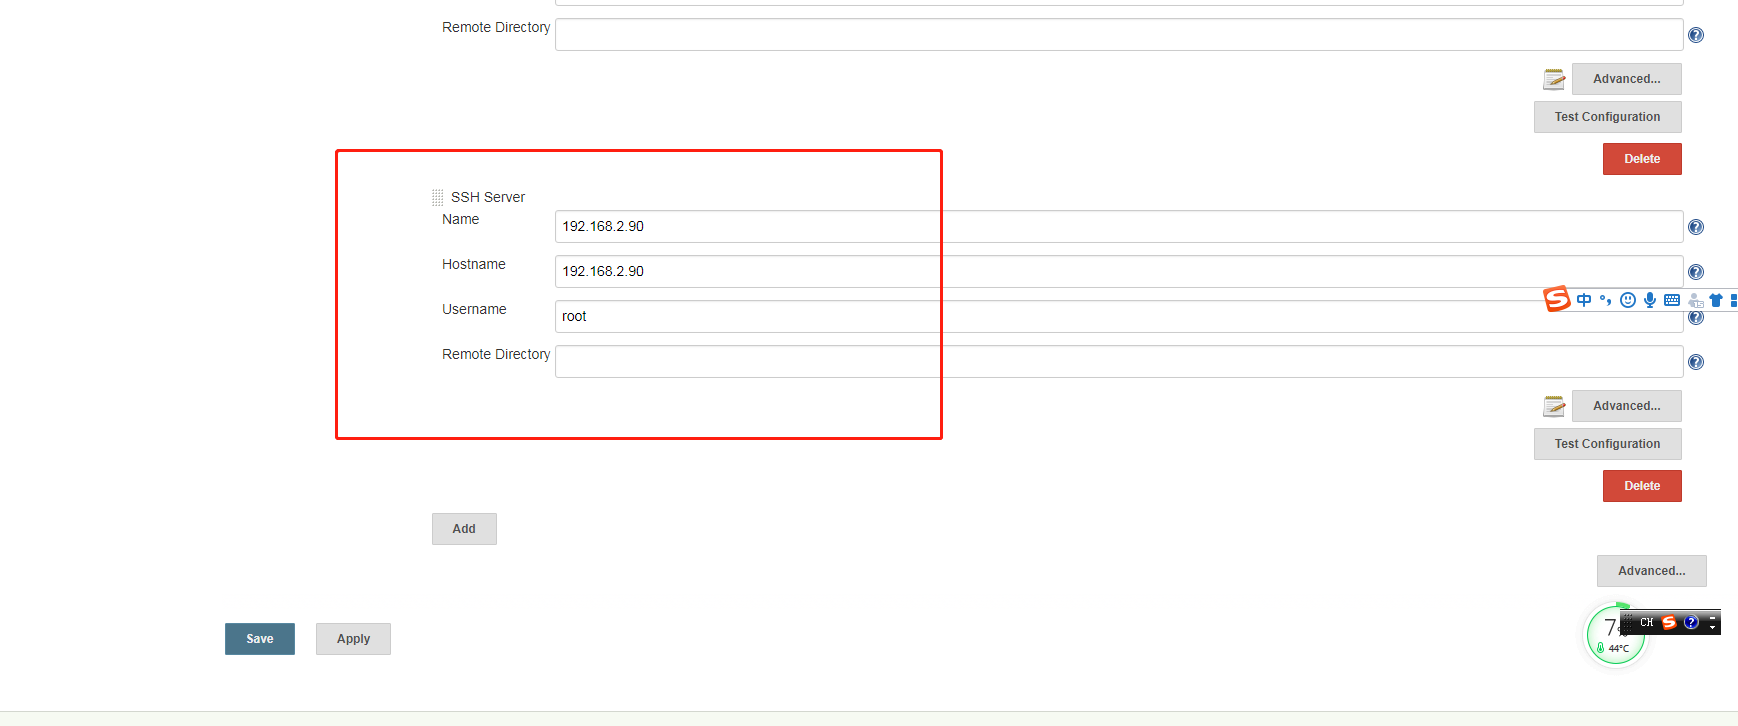 Remote Directory
Advanced...
Test Configuration
Delete
SSH Server
Name
192.168.2.90
Hostname
192.168.2.90
中
Username
root
Remote Directory
Advanced...
Test Configuration
Delete
Add
Advanced...
CH
7
44°C
Save
Apply